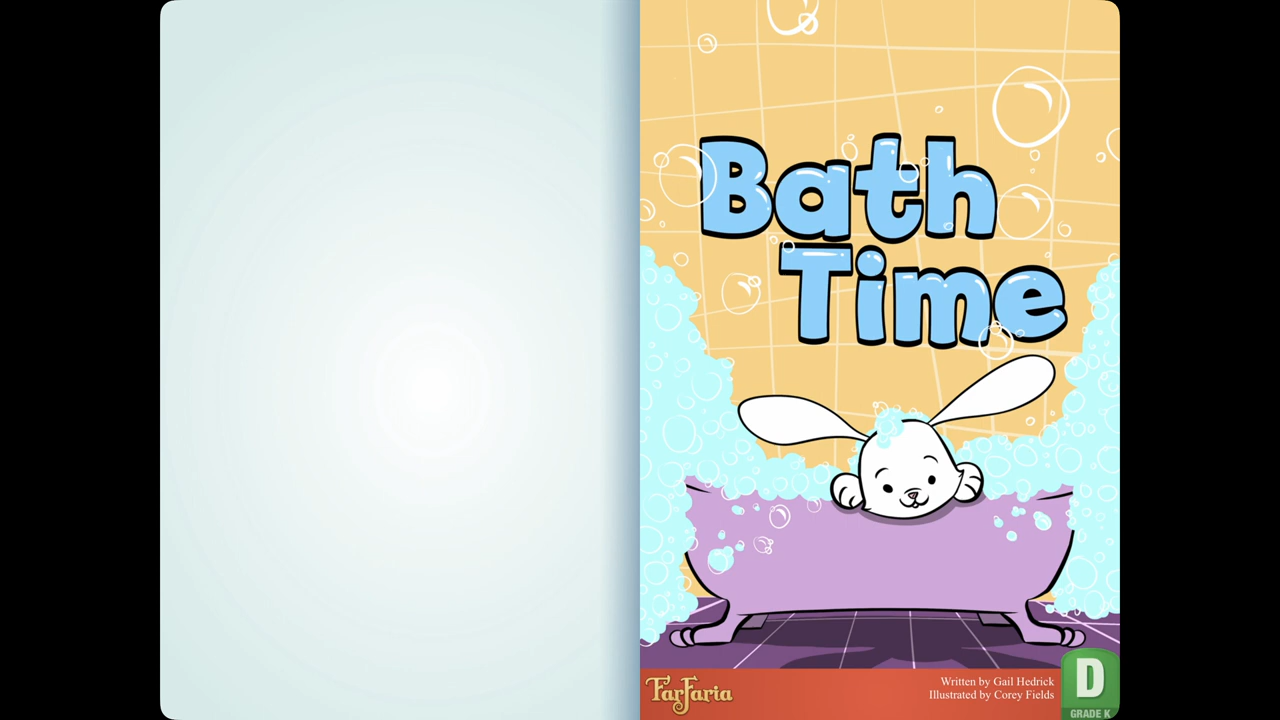 Bath
Time
FarFaria
Written by Gail Hedrick
Illustrated by Corey Fields
D
GRADE K